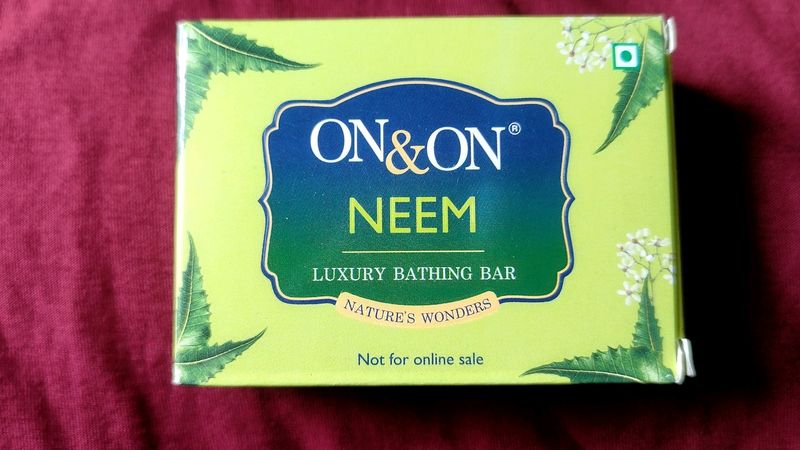 ON&ON®
NEEM
LUXURY BATHING BAR
NATURE'S WONDERS
Not for online sale